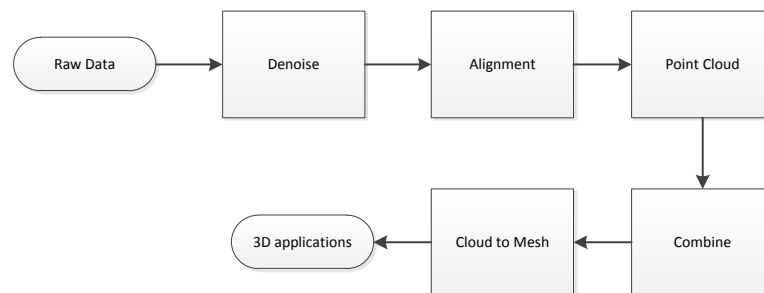 Raw Data
Denoise
Alignment
Point Cloud
Combine
Cloud to Mesh
3D applications